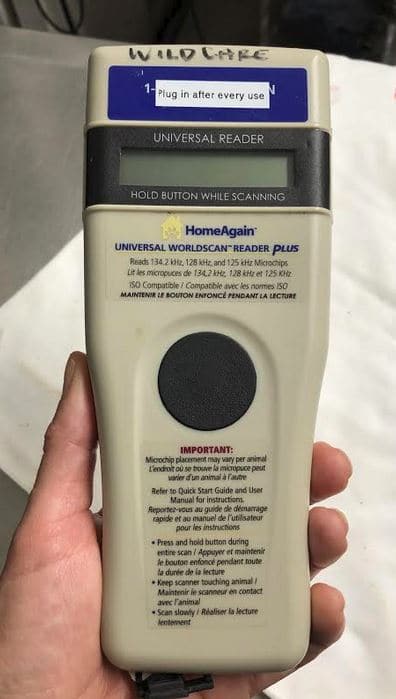 WILDCARE
1-
Plug in after every use
N
UNIVERSAL READER
HOLD BUTTON WHILE SCANNING
HomeAgain™
UNIVERSAL WORLDSCAN™ READER PLUS
Reads 134.2 kHz, 128 kHz, and 125 kHz Microchips
Lit les micropuces de 134,2 kHz, 128 kHz et 125 KHz
ISO Compatible / Compatible avec les normes ISO
MAINTENIR LE BOUTON ENFONCÉ PENDANT LA LECTURE
IMPORTANT:
Microchip placement may vary per animal
L'endroit où se trouve la micropuce peut
varier d'un animal à l'autre
Refer to Quick Start Guide and User
Manual for instructions.
Reportez-vous au guide de démarrage
rapide et au manuel de l'utilisateur
pour les instructions
• Press and hold button during
entire scan / Appuyer et maintenir
le bouton enfoncé pendant toute
la durée de la lecture
• Keep scanner touching animal /
Maintenir le scanneur en contact
avec l'animal
• Scan slowly / Réaliser la lecture
lentement